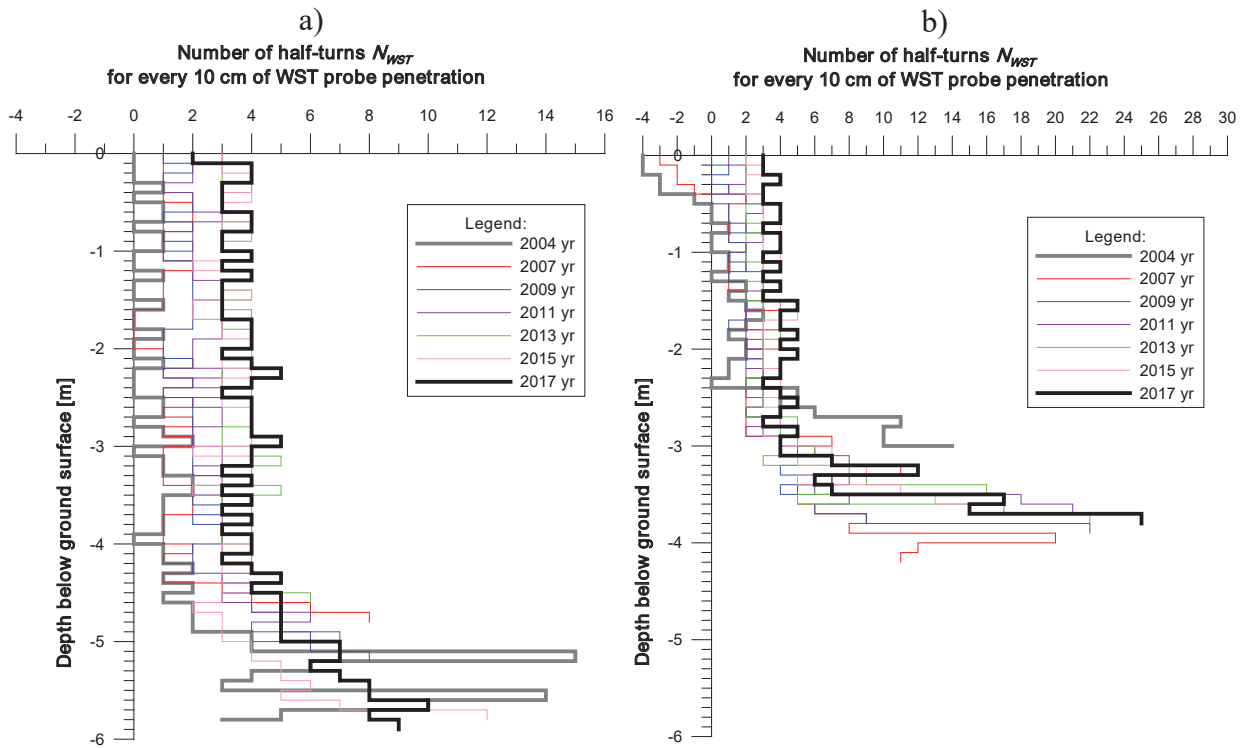 a)
Number of half-turns N_WST
for every 10 cm of WST probe penetration
-4 -2 0 2 4 6 8 10 12 14 16
0
-1
-2
-3
-4
-5
-6
Depth below ground surface [m]
Legend:
2004 yr
2007 yr
2009 yr
2011 yr
2013 yr
2015 yr
2017 yr
b)
Number of half-turns N_WST
for every 10 cm of WST probe penetration
-4 -2 0 2 4 6 8 10 12 14 16 18 20 22 24 26 28 30
0
-1
-2
-3
-4
-5
-6
Depth below ground surface [m]
Legend:
2004 yr
2007 yr
2009 yr
2011 yr
2013 yr
2015 yr
2017 yr